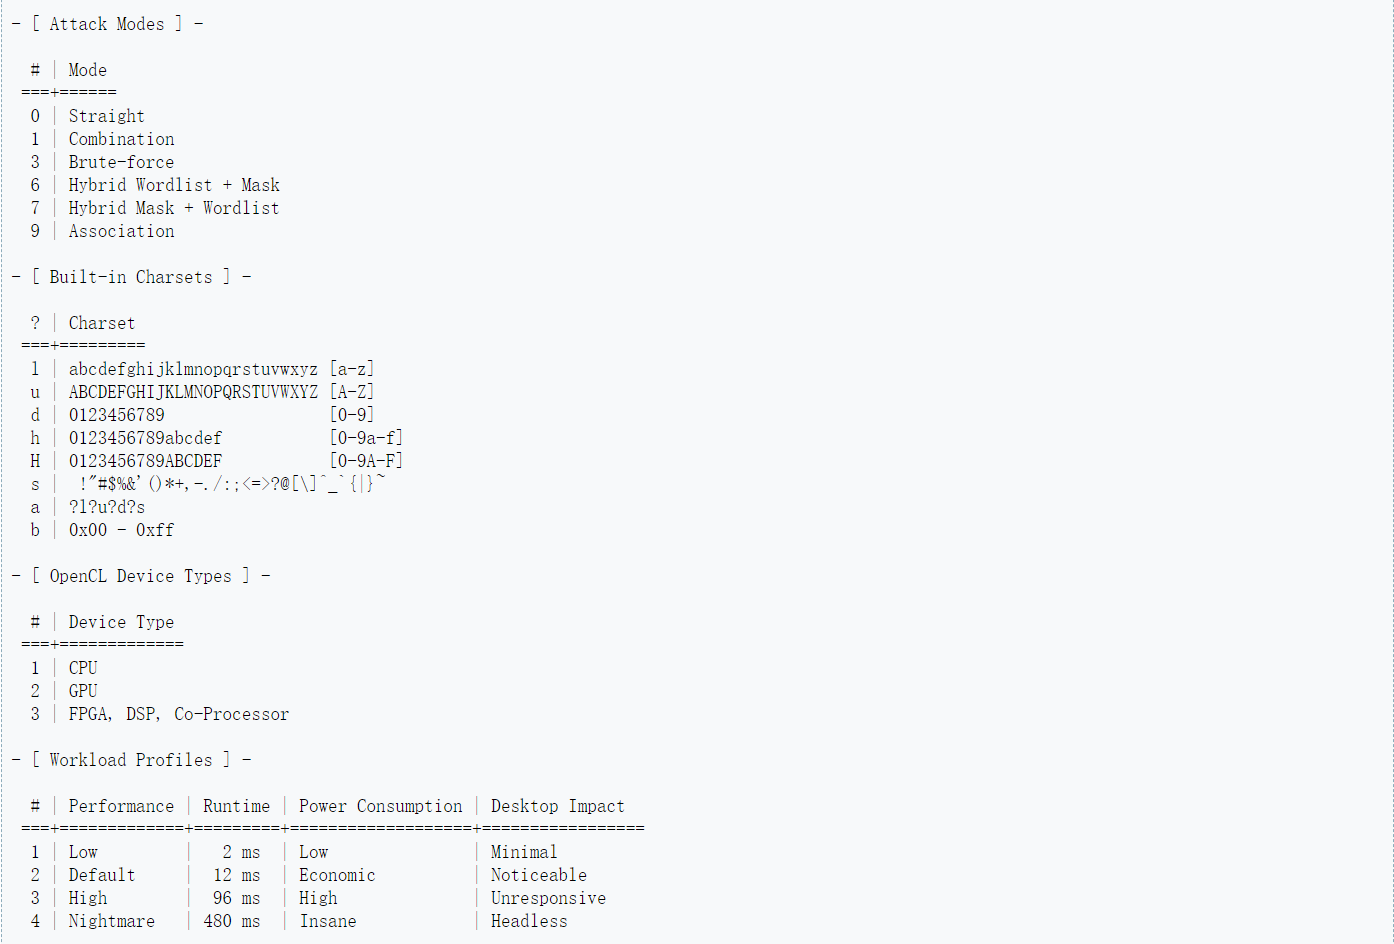 - [ Attack Modes ] -
  # | Mode
 ===+======
  0 | Straight
  1 | Combination
  3 | Brute-force
  6 | Hybrid Wordlist + Mask
  7 | Hybrid Mask + Wordlist
  9 | Association
- [ Built-in Charsets ] -
  ? | Charset
 ===+=========
  l | abcdefghijklmnopqrstuvwxyz [a-z]
  u | ABCDEFGHIJKLMNOPQRSTUVWXYZ [A-Z]
  d | 0123456789                 [0-9]
  h | 0123456789abcdef           [0-9a-f]
  H | 0123456789ABCDEF           [0-9A-F]
  s |  !"#$%&'()*+,-./:;<=>?@[\]^_`{|}~
  a | ?l?u?d?s
  b | 0x00 - 0xff
- [ OpenCL Device Types ] -
  # | Device Type
 ===+=============
  1 | CPU
  2 | GPU
  3 | FPGA, DSP, Co-Processor
- [ Workload Profiles ] -
  # | Performance | Runtime | Power Consumption | Desktop Impact
 ===+=============+=========+===================+=================
  1 | Low         |   2 ms  | Low               | Minimal
  2 | Default     |  12 ms  | Economic          | Noticeable
  3 | High        |  96 ms  | High              | Unresponsive
  4 | Nightmare   | 480 ms  | Insane            | Headless